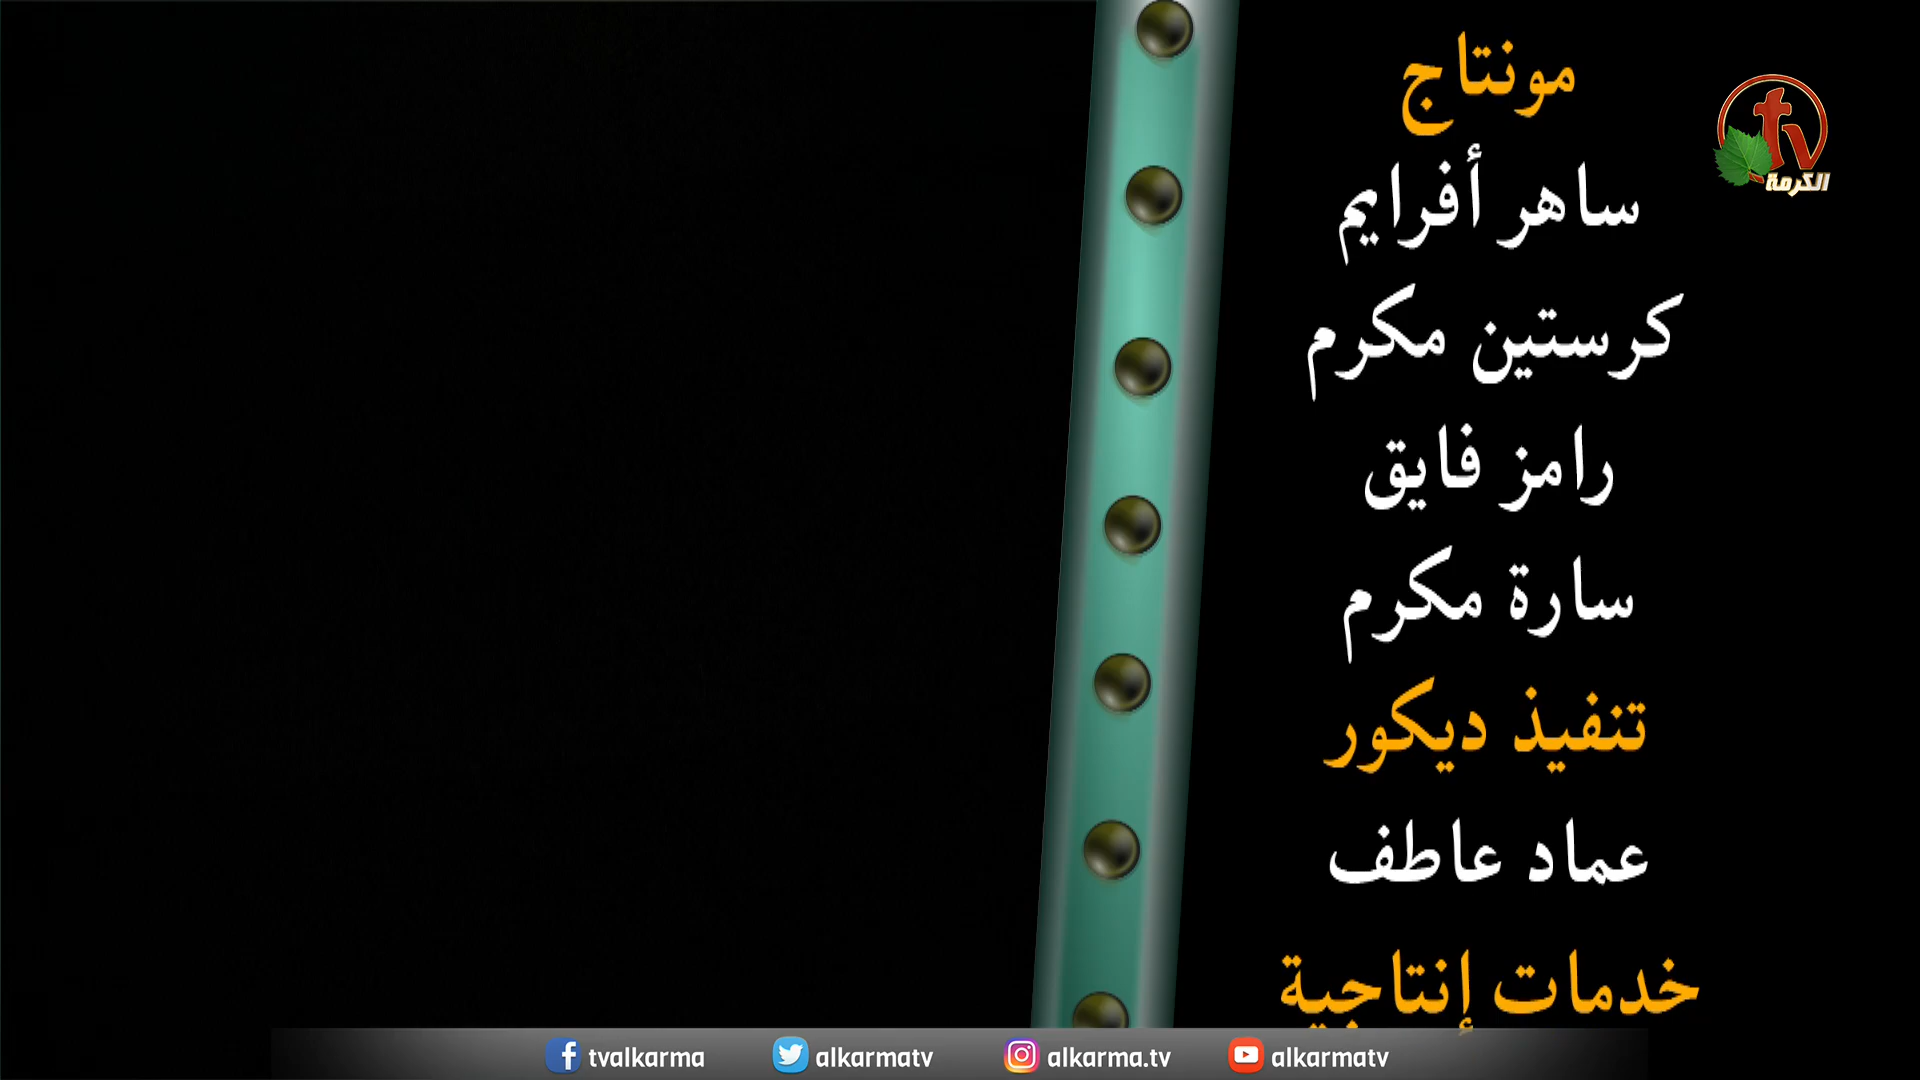 مونتاج
ساهر أفرايم
كرستين مكرم
رامز فايق
سارة مكرم
تنفيذ ديكور
عماد عاطف
خدمات إنتاجية
tv
الكرمة
tvalkarma alkarmatv alkarma.tv alkarmatv